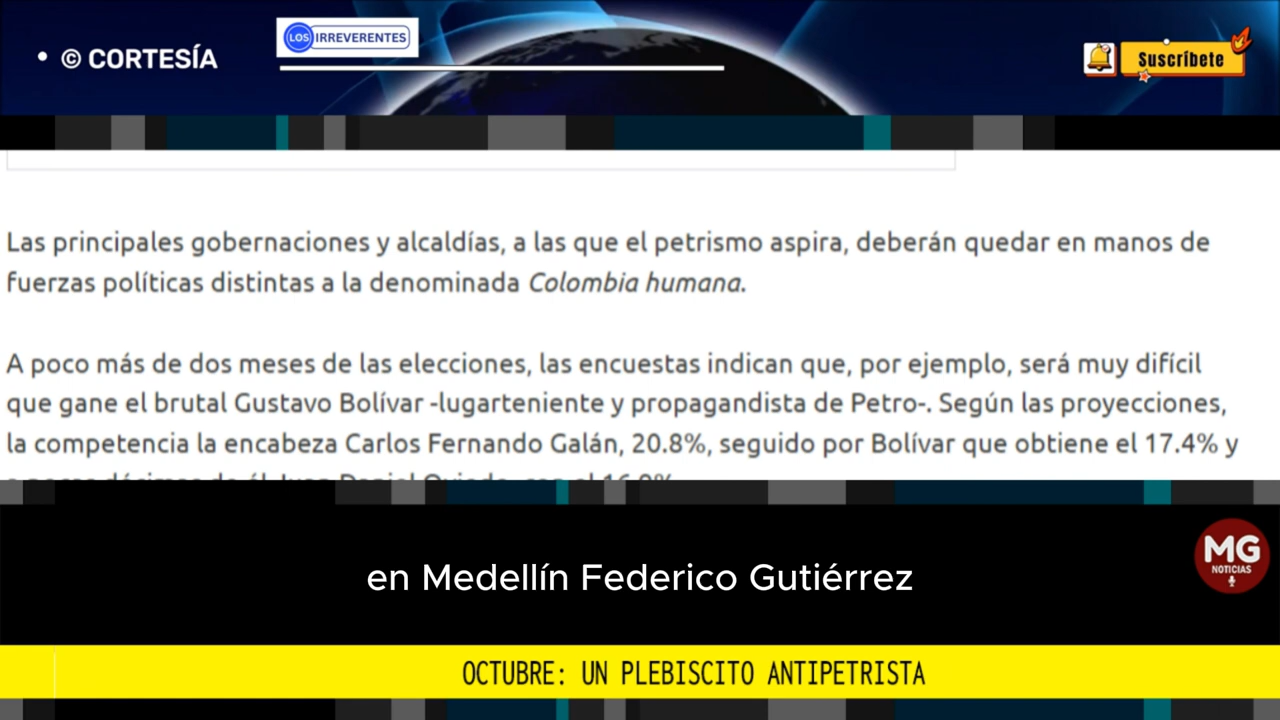 • © CORTESÍA
LOS IRREVERENTES
Suscríbete
Las principales gobernaciones y alcaldías, a las que el petrismo aspira, deberán quedar en manos de
fuerzas políticas distintas a la denominada Colombia humana.
A poco más de dos meses de las elecciones, las encuestas indican que, por ejemplo, será muy difícil
que gane el brutal Gustavo Bolívar -lugarteniente y propagandista de Petro-. Según las proyecciones,
la competencia la encabeza Carlos Fernando Galán, 20.8%, seguido por Bolívar que obtiene el 17.4% y
en Medellín Federico Gutiérrez
MG
NOTICIAS
OCTUBRE: UN PLEBISCITO ANTIPETRISTA